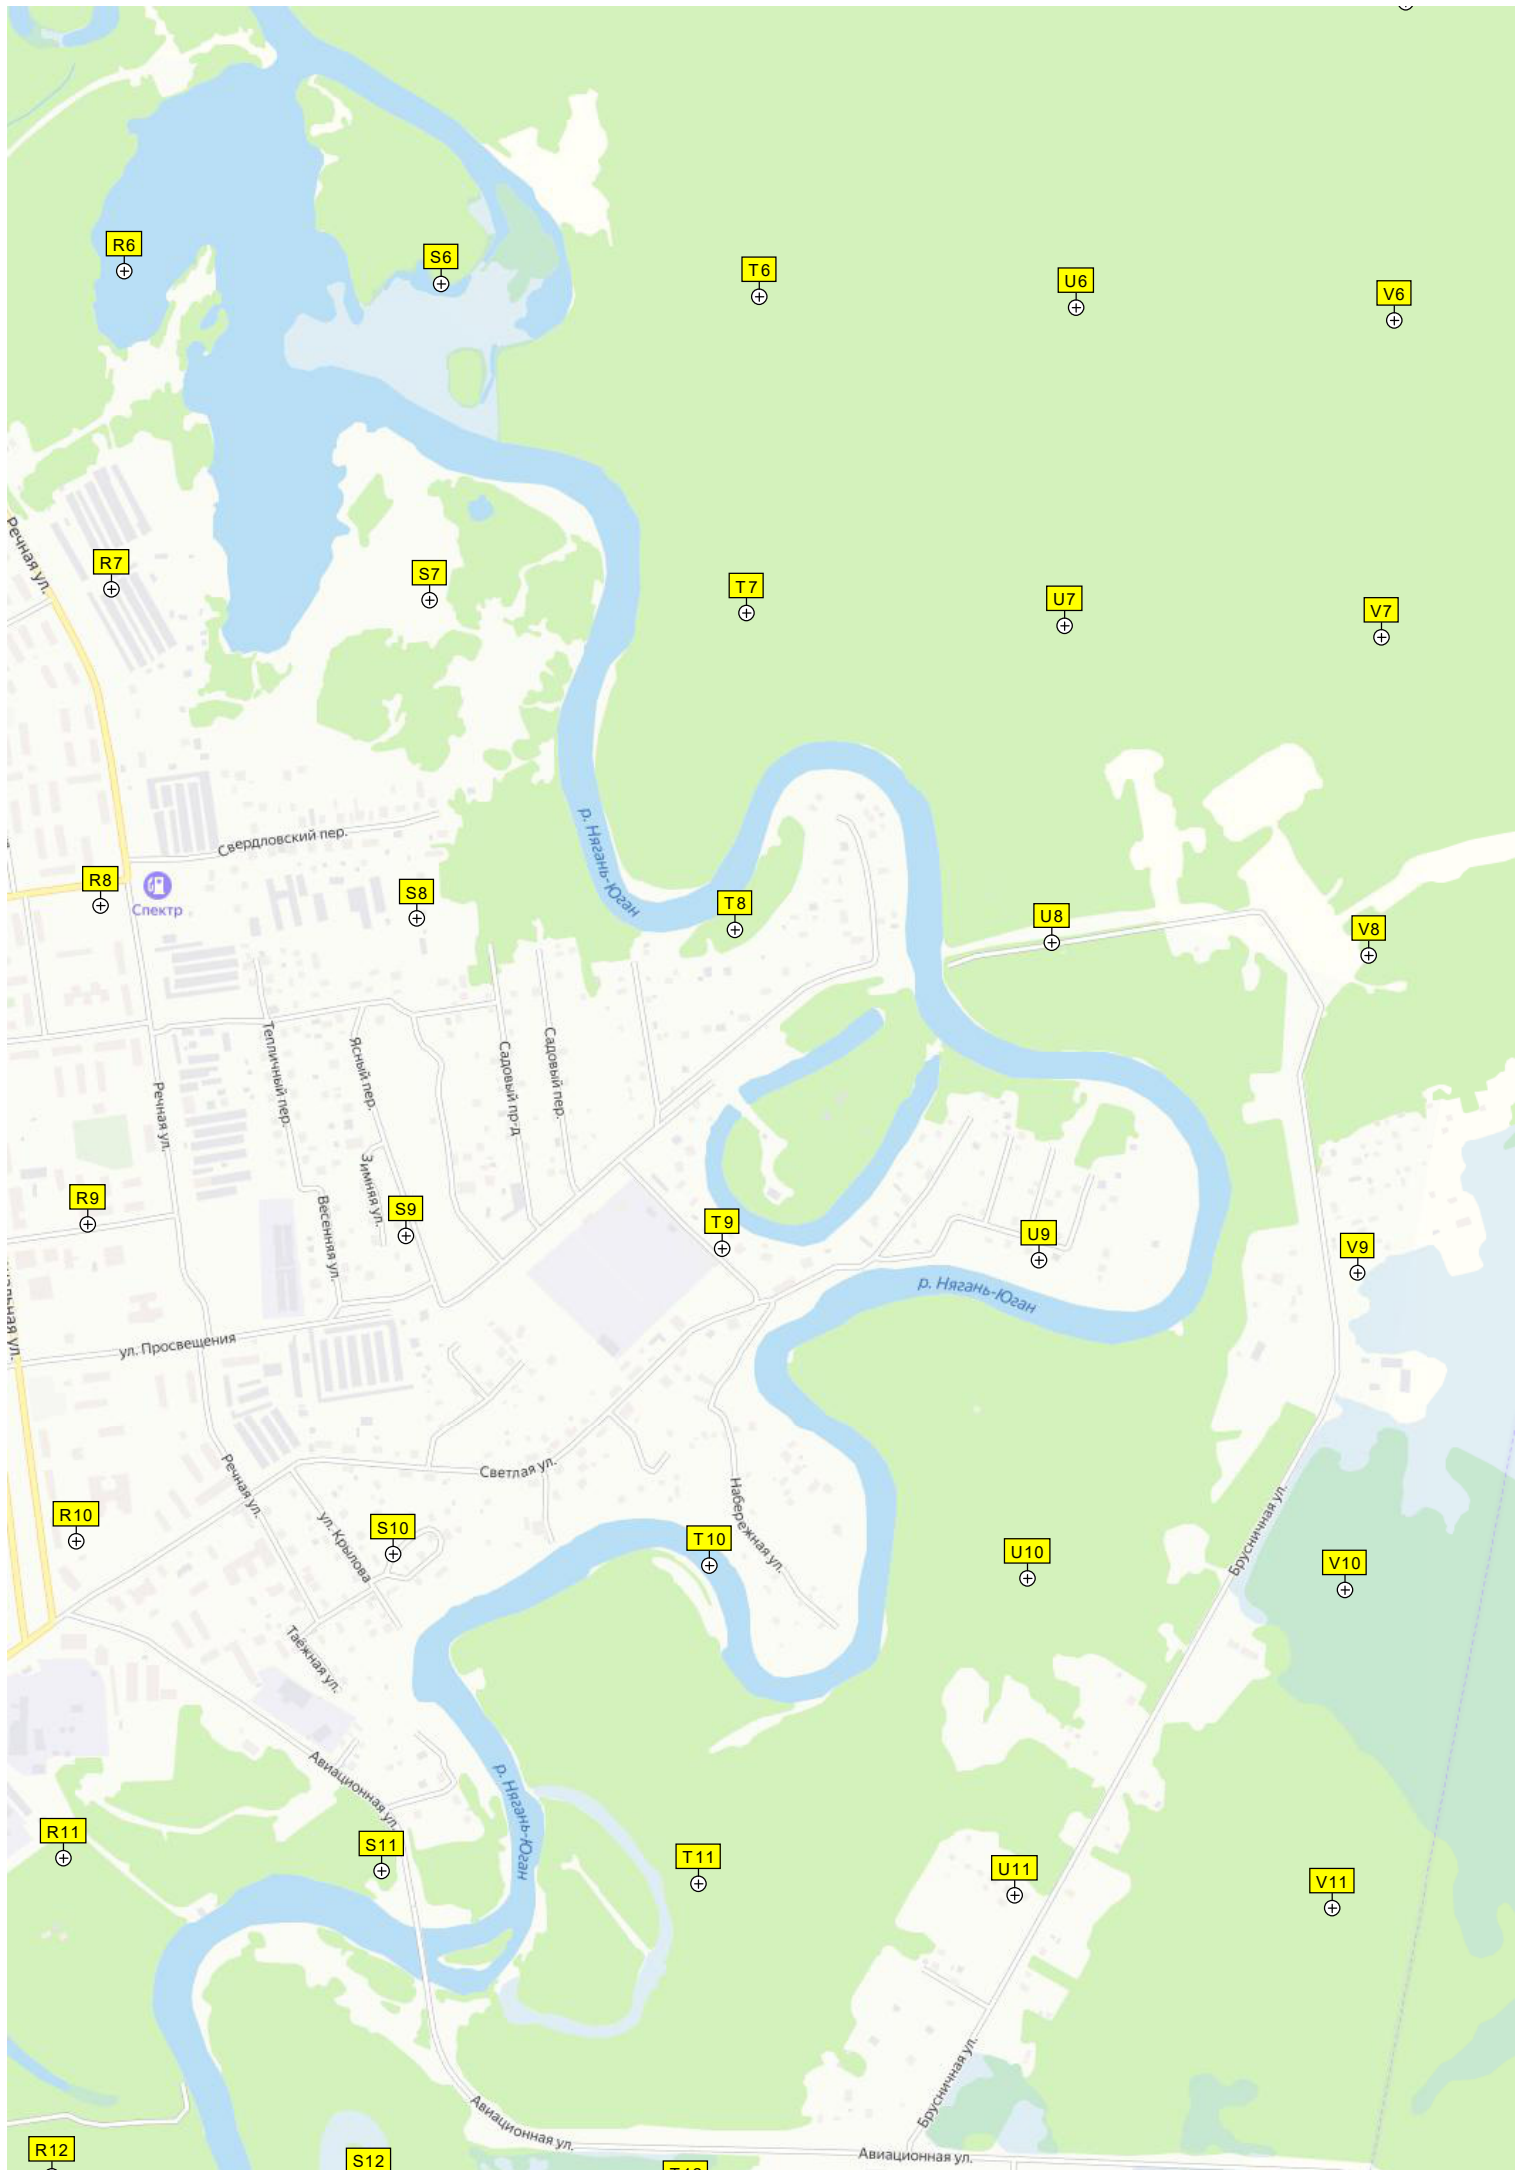 R6
S6
T6
U6
V6
Речная ул.
R7
S7
T7
U7
V7
р. Нягань-Юган
Свердловский пер.
R8
Спектр
S8
T8
U8
V8
Тепличный пер.
Ясный пер.
Садовый пр-д
Садовый пер.
Речная ул.
Зимняя ул.
R9
Весенняя ул.
S9
T9
U9
V9
р. Нягань-Юган
ул. Просвещения
Речная ул.
Светлая ул.
Набережная ул.
Брусничная ул.
R10
ул. Крылова
S10
T10
U10
V10
Таёжная ул.
Авиационная ул.
р. Нягань-Юган
R11
S11
T11
U11
V11
Брусничная ул.
Авиационная ул.
Авиационная ул.
R12
S12